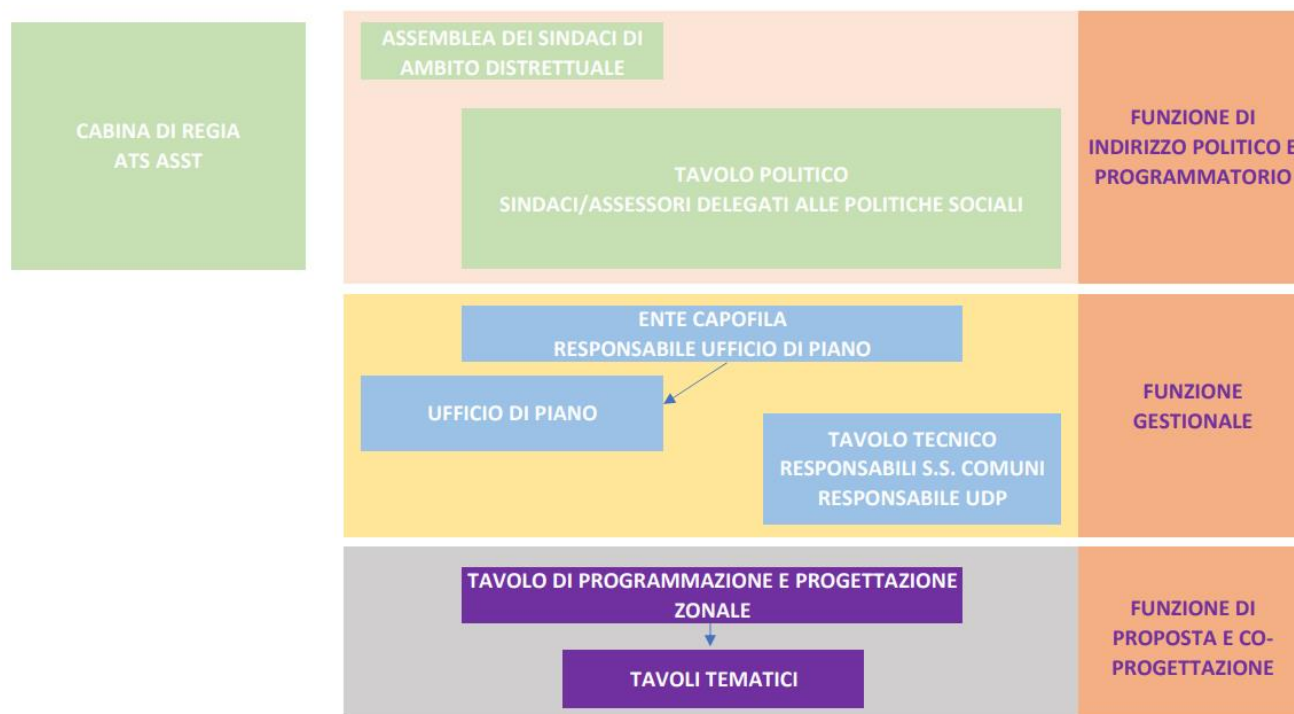 CABINA DI REGIA
ATS ASST
ASSEMBLEA DEI SINDACI DI
AMBITO DISTRETTUALE
TAVOLO POLITICO
SINDACI/ASSESSORI DELEGATI ALLE POLITICHE SOCIALI
FUNZIONE DI
INDIRIZZO POLITICO E
PROGRAMMATORIO
ENTE CAPOFILA
RESPONSABILE UFFICIO DI PIANO
UFFICIO DI PIANO
TAVOLO TECNICO
RESPONSABILI S.S. COMUNI
RESPONSABILE UDP
FUNZIONE
GESTIONALE
TAVOLO DI PROGRAMMAZIONE E PROGETTAZIONE
ZONALE
TAVOLI TEMATICI
FUNZIONE DI
PROPOSTA E CO-
PROGETTAZIONE